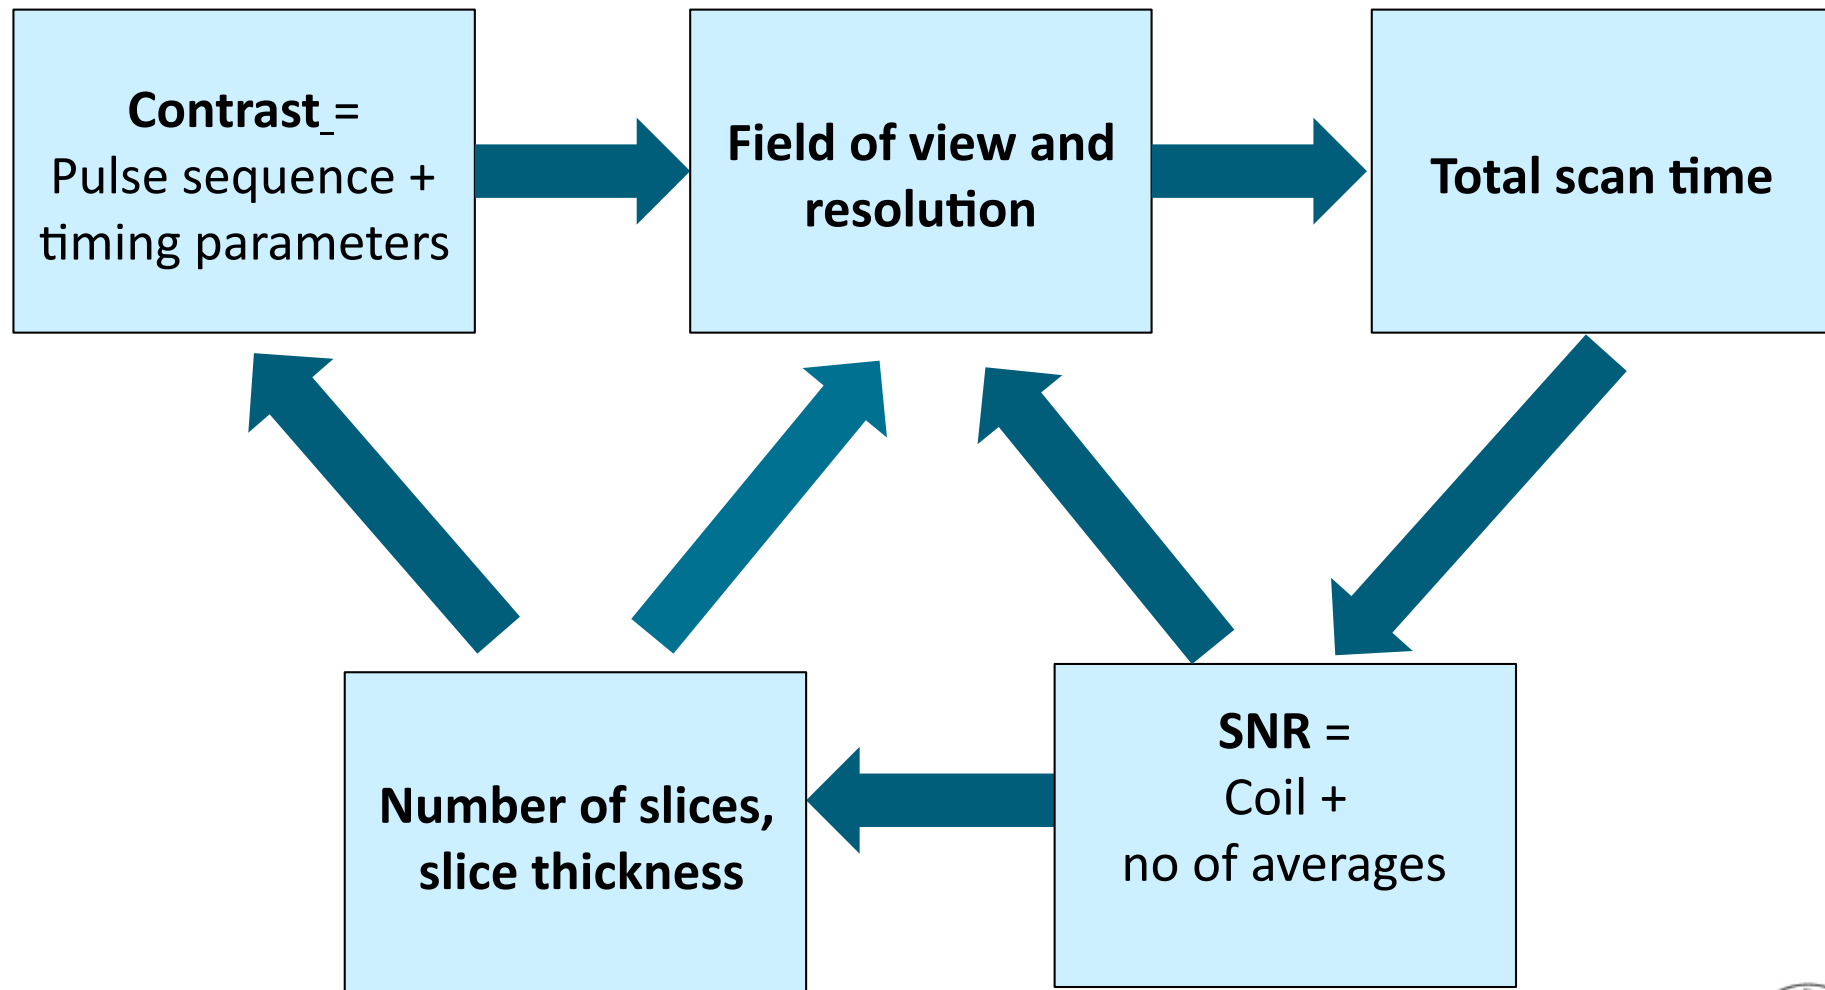 Contrast =
Pulse sequence +
timing parameters
Field of view and
resolution
Total scan time
Number of slices,
slice thickness
SNR =
Coil +
no of averages